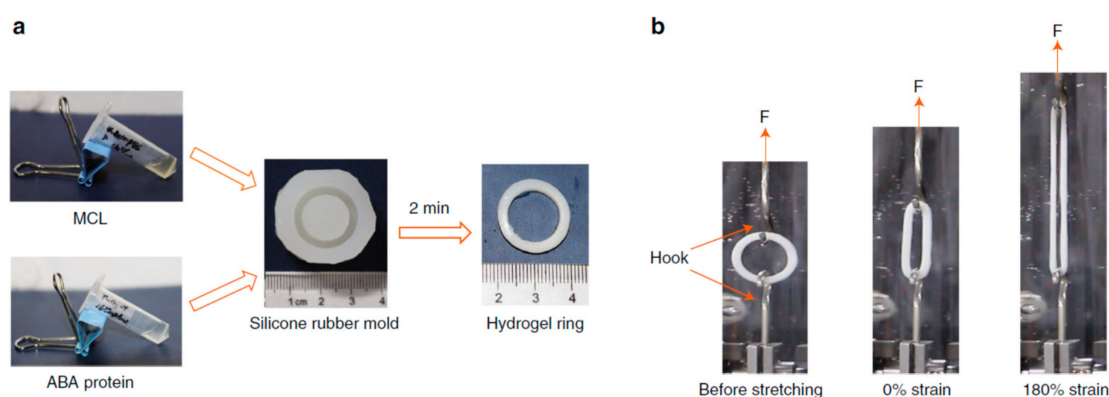 a
MCL
ABA protein
1 cm 2 3 4
Silicone rubber mold
2 min
2 3 4
Hydrogel ring
b
F
Hook
Before stretching
F
0% strain
F
180% strain